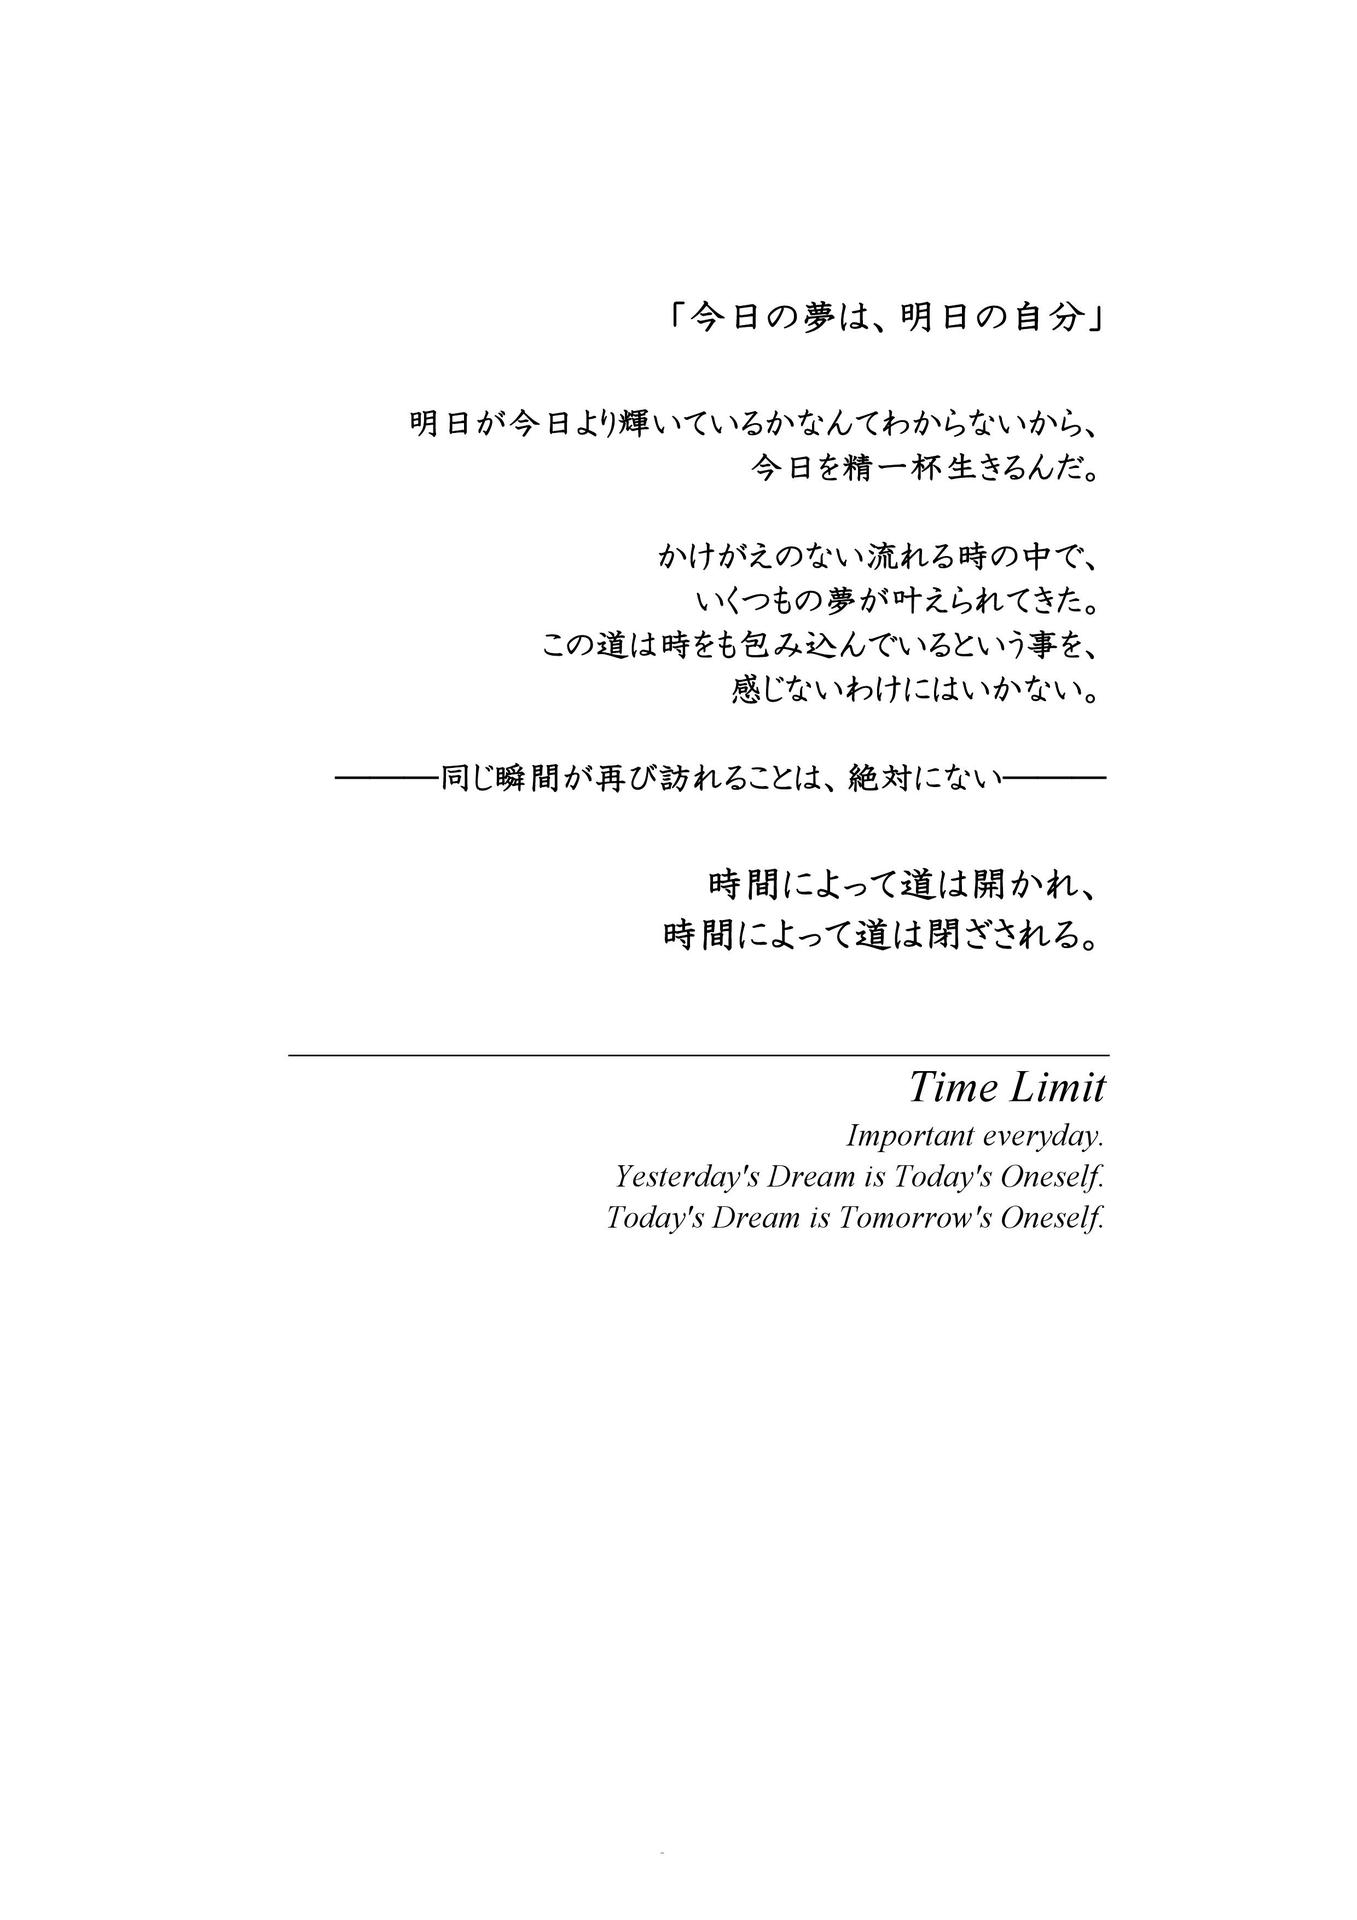 「今日の夢は、明日の自分」
明日が今日より輝いているかなんてわからないから、
今日を精一杯生きるんだ。
かけがえのない流れる時の中で、
いくつもの夢が叶えられてきた。
この道は時をも包み込んでいるという事を、
感じないわけにはいかない。
―――同じ瞬間が再び訪れることは、絶対にない―――
時間によって道は開かれ、
時間によって道は閉ざされる。
Time Limit
Important everyday.
Yesterday's Dream is Today's Oneself.
Today's Dream is Tomorrow's Oneself.